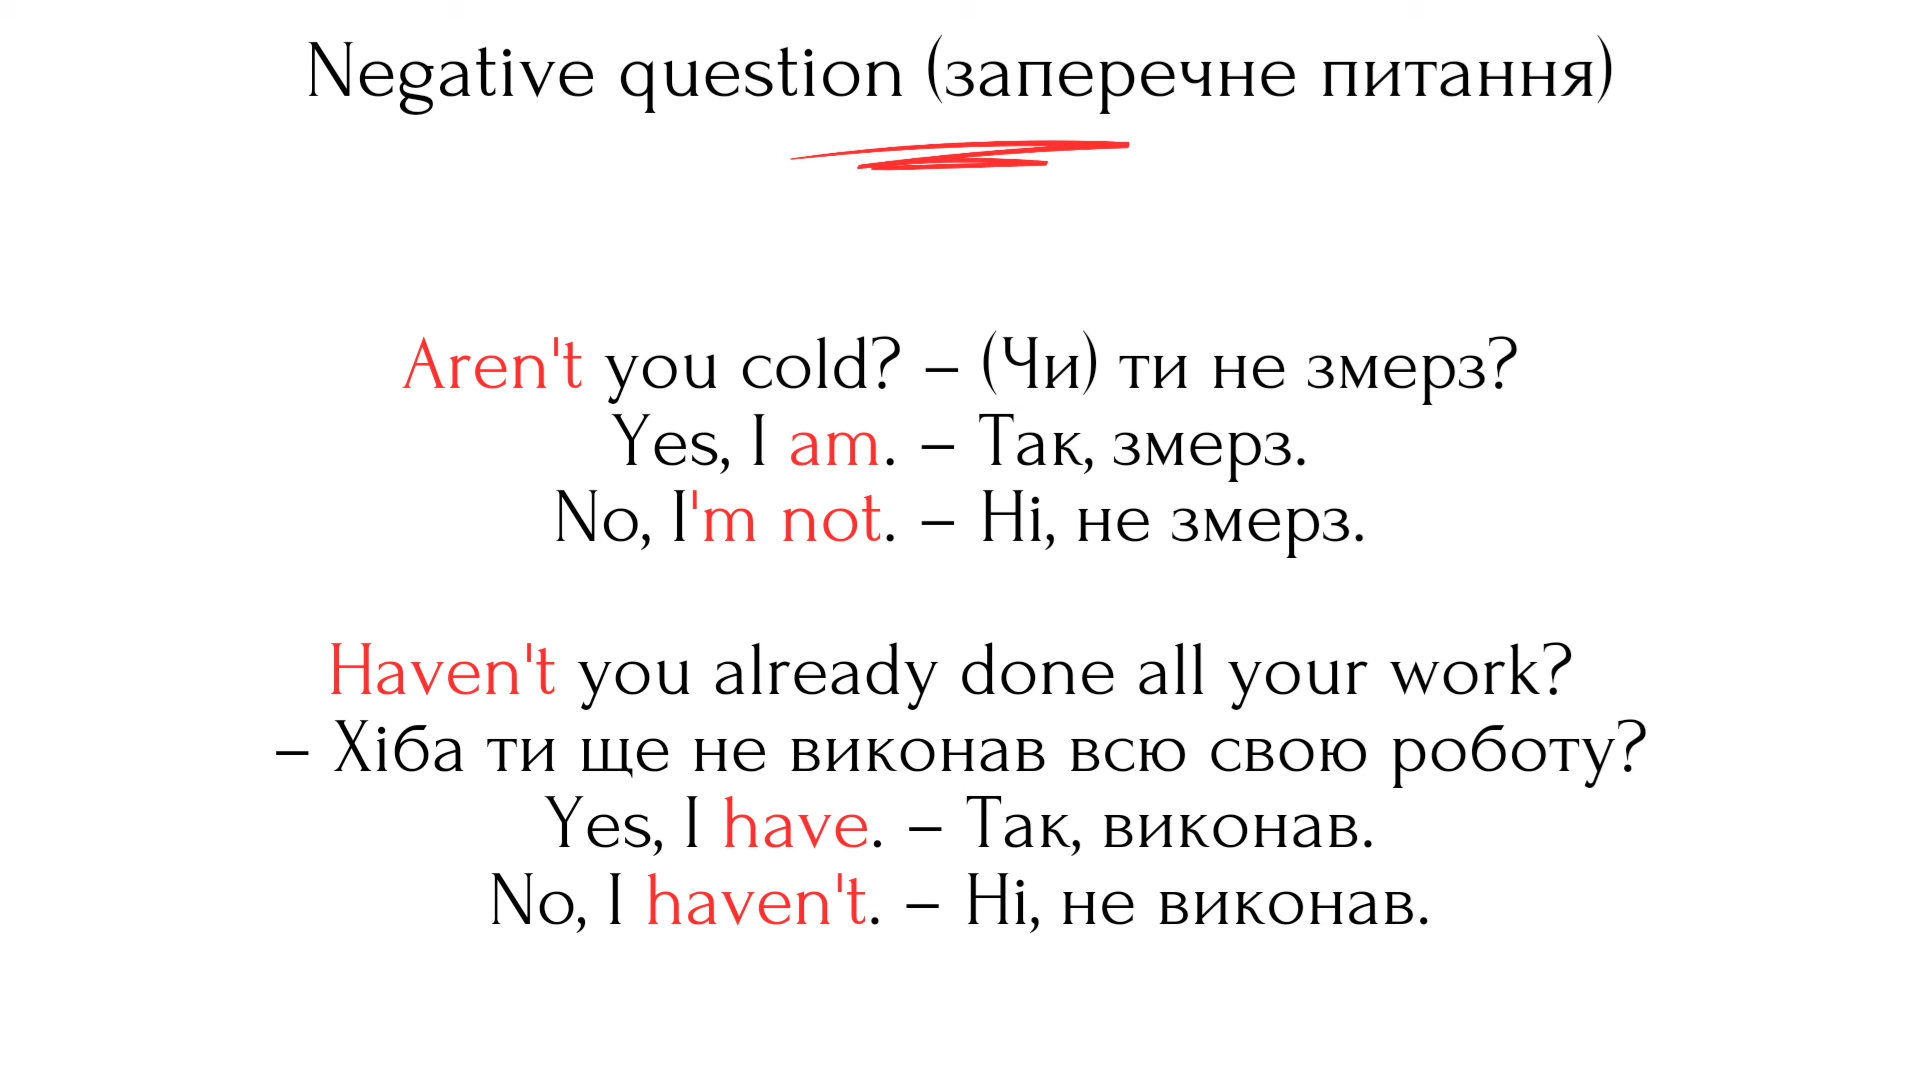 Negative question (заперечне питання)
Aren't you cold? – (Чи) ти не змерз?
Yes, I am. – Так, змерз.
No, I'm not. – Ні, не змерз.
Haven't you already done all your work?
– Хіба ти ще не виконав всю свою роботу?
Yes, I have. – Так, виконав.
No, I haven't. – Ні, не виконав.